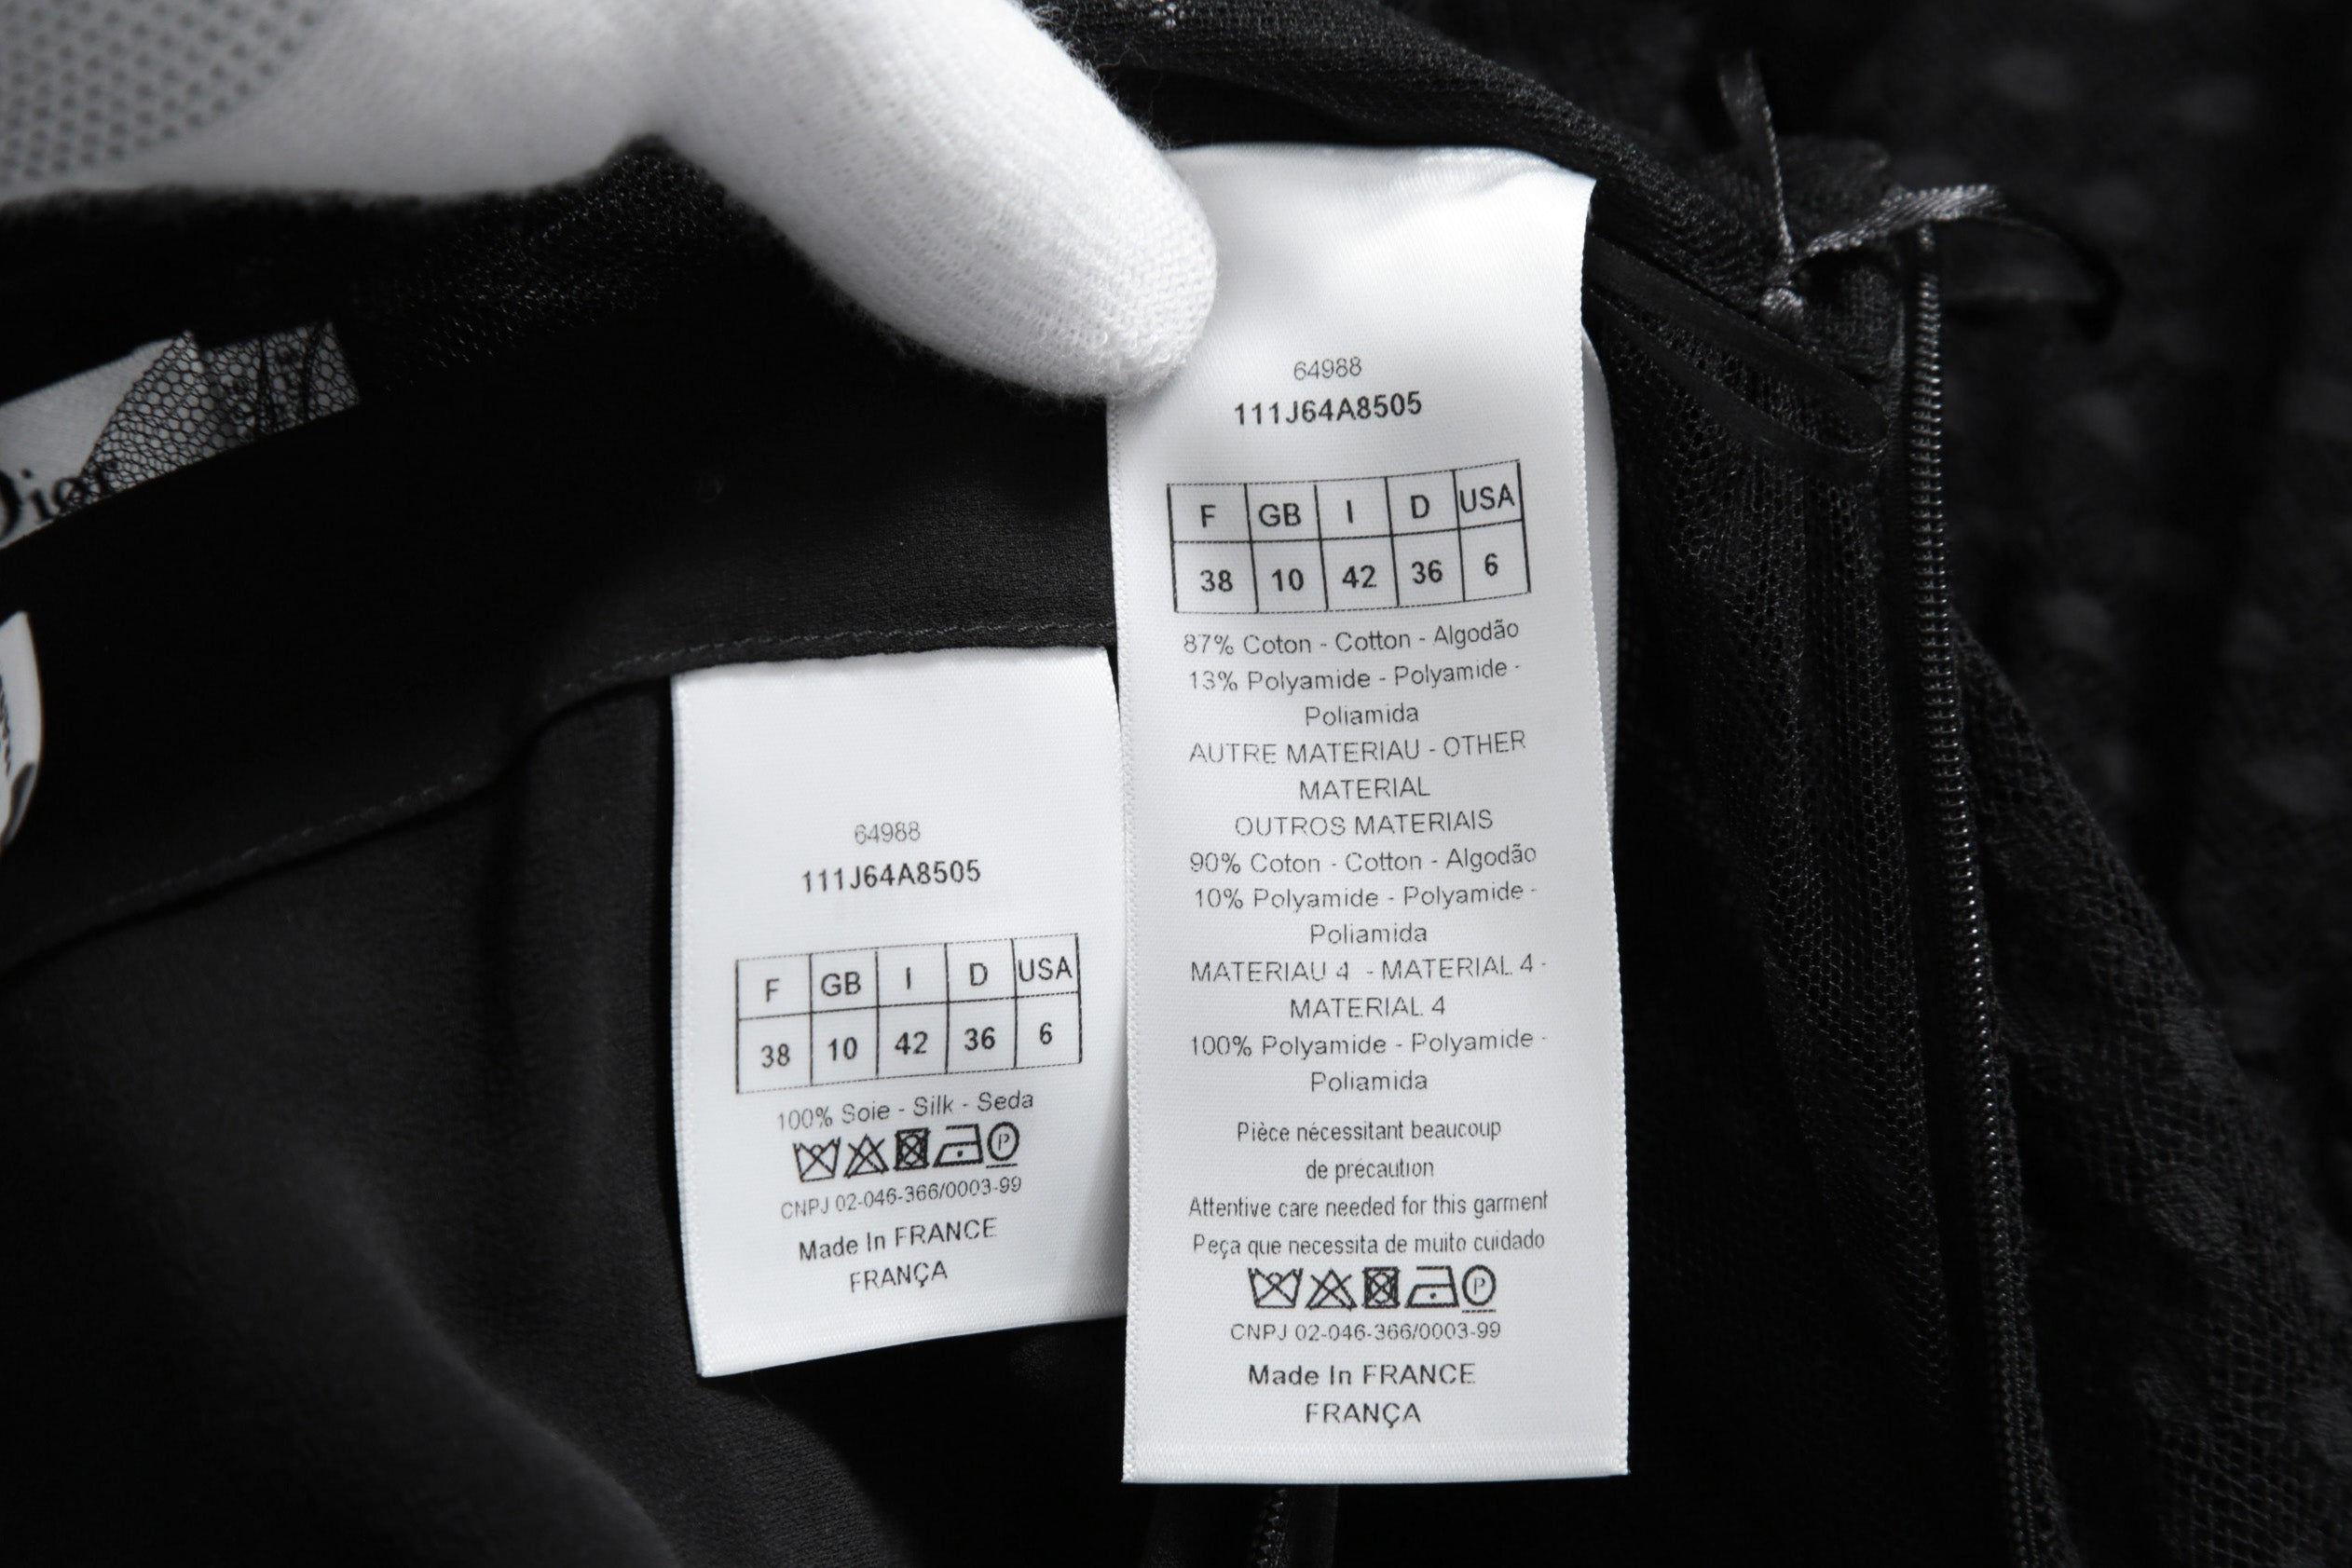 Dior
64988
111J64A8505
F GB I D USA
38 10 42 36 6
100% Soie - Silk - Seda
P
CNPJ 02-046-366/0003-99
Made In FRANCE
FRANÇA
64988
111J64A8505
F GB I D USA
38 10 42 36 6
87% Coton - Cotton - Algodão
13% Polyamide - Polyamide -
Poliamida
AUTRE MATERIAU - OTHER
MATERIAL
OUTROS MATERIAIS
90% Coton - Cotton - Algodão
10% Polyamide - Polyamide -
Poliamida
MATERIAU 4 - MATERIAL 4 -
MATERIAL 4
100% Polyamide - Polyamide -
Poliamida
Pièce nécessitant beaucoup
de précaution
Attentive care needed for this garment
Peça que necessita de muito cuidado
P
CNPJ 02-046-366/0003-99
Made In FRANCE
FRANÇA